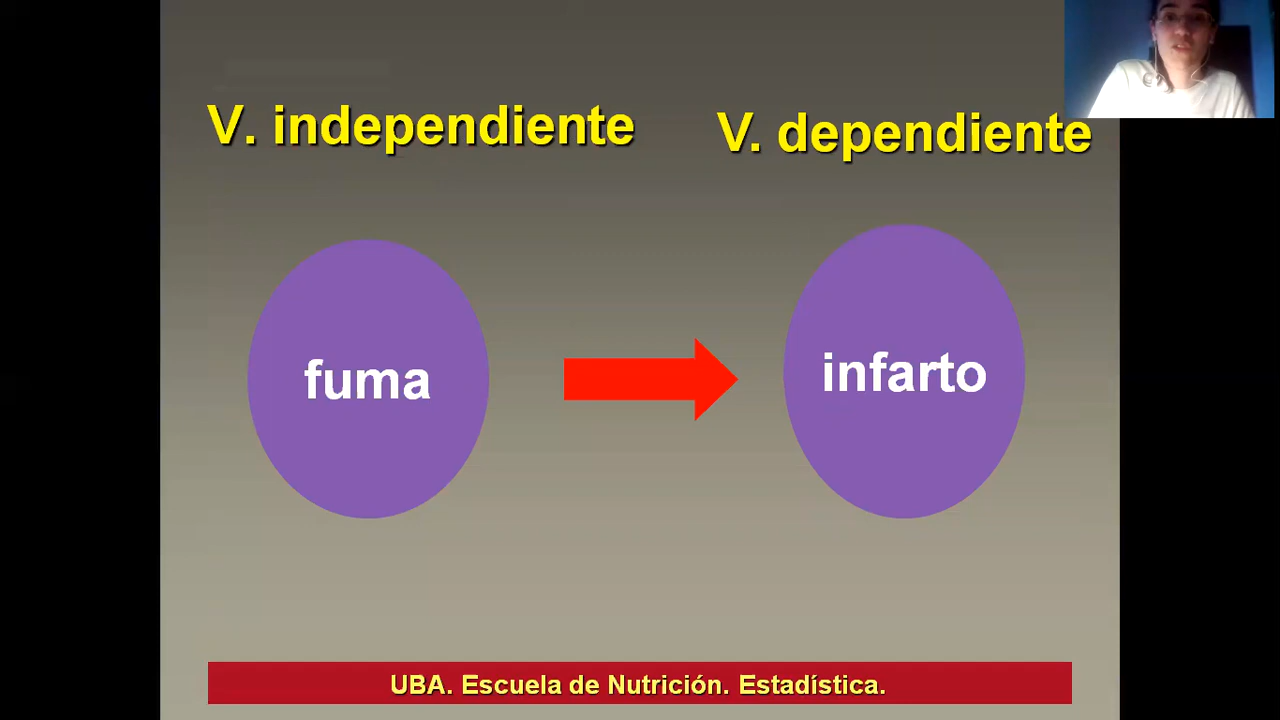 V. independiente
V. dependiente
fuma
infarto
UBA. Escuela de Nutrición. Estadística.